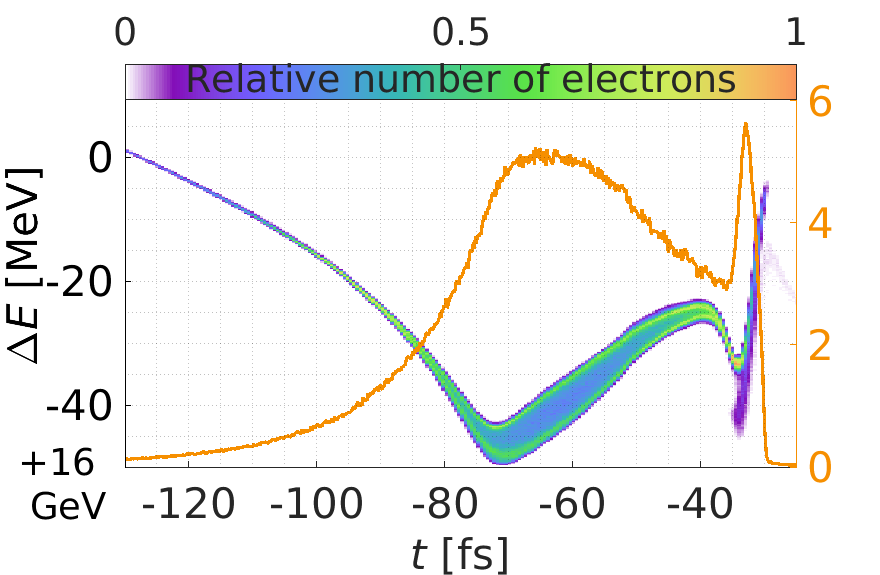 0 0.5 1
Relative number of electrons
ΔE [MeV]
0
-20
-40
+16
GeV
6
4
2
0
-120 -100 -80 -60 -40
t [fs]